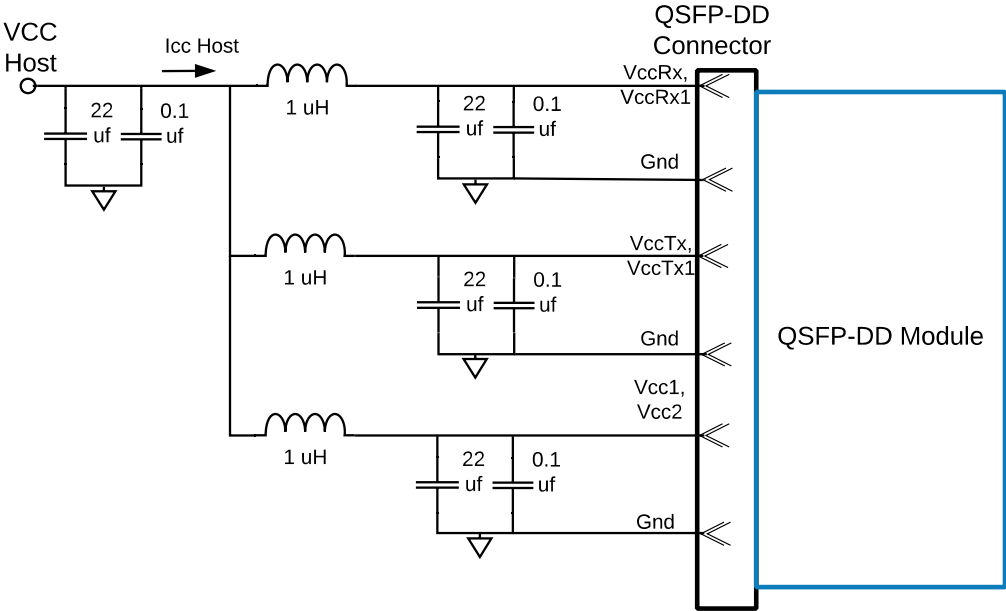 QSFP-DD
Connector
VCC
Host
Icc Host
22
uf
0.1
uf
1 uH
VccRx,
VccRx1
22
uf
0.1
uf
Gnd
1 uH
VccTx,
VccTx1
22
uf
0.1
uf
Gnd
QSFP-DD Module
Vcc1,
Vcc2
1 uH
22
uf
0.1
uf
Gnd